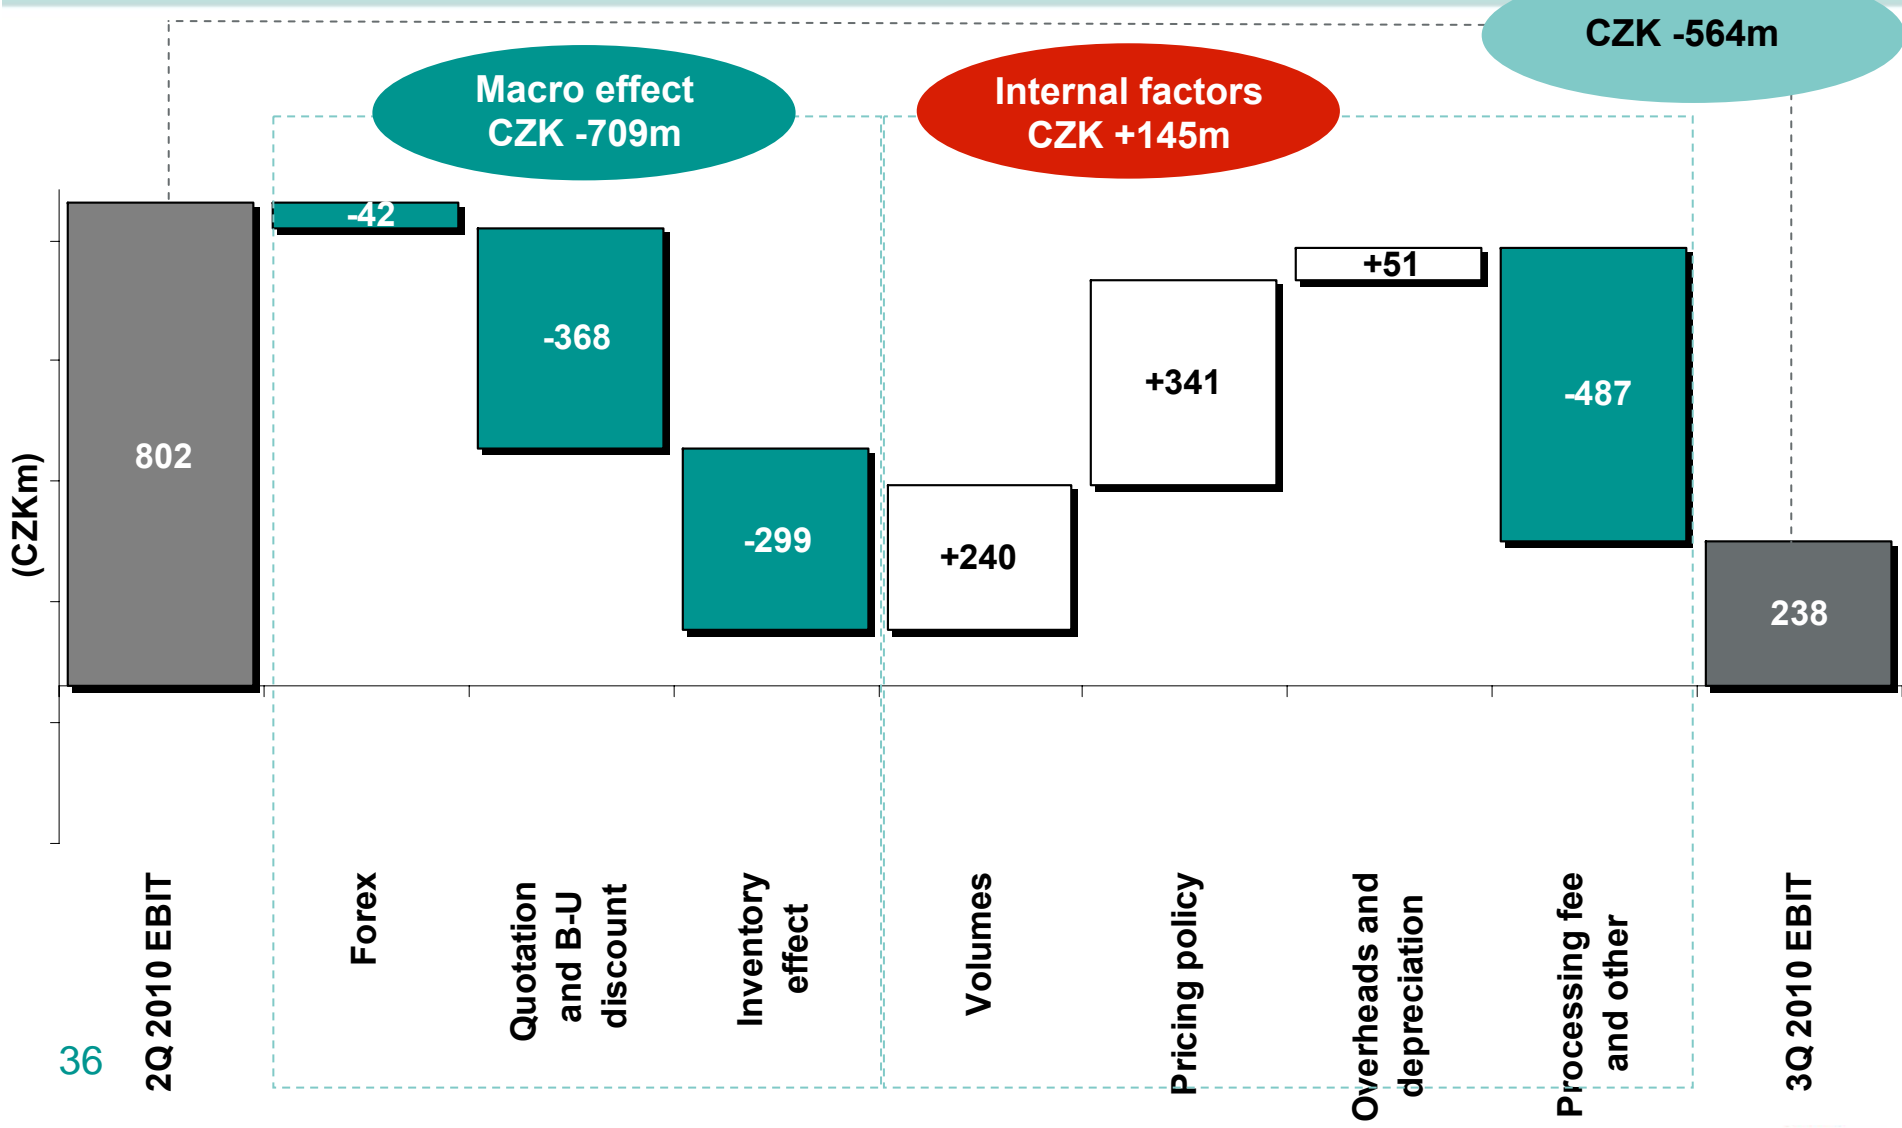 CZK -564m
Macro effect
CZK -709m
Internal factors
CZK +145m
(CZKm)
802
-42
-368
-299
+240
+341
+51
-487
238
2Q 2010 EBIT
Forex
Quotation
and B-U
discount
Inventory
effect
Volumes
Pricing policy
Overheads and
depreciation
Processing fee
and other
3Q 2010 EBIT
36